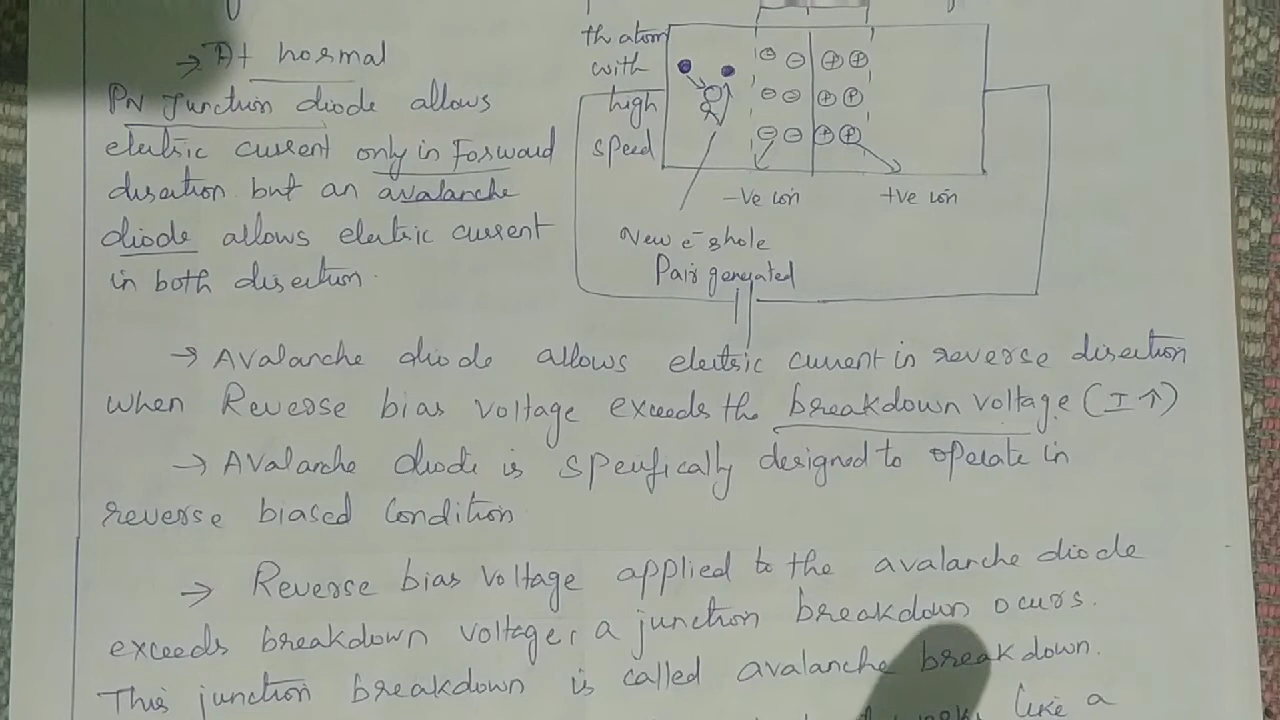 → At normal
PN Junction diode allows
electric current only in Forward
direction but an avalanche
diode allows electric current
in both direction.
th atom
with
high
speed
-ve ion
+ve ion
New e- & hole
Pair generated
→ Avalanche diode allows electric current in reverse direction
when Reverse bias voltage exceeds the breakdown voltage (I↑)
→ Avalanche diode is specifically designed to operate in
reverse biased condition
→ Reverse bias voltage applied to the avalanche diode
exceeds breakdown voltage, a junction breakdown ocurs.
This junction breakdown is called avalanche breakdown.
like a